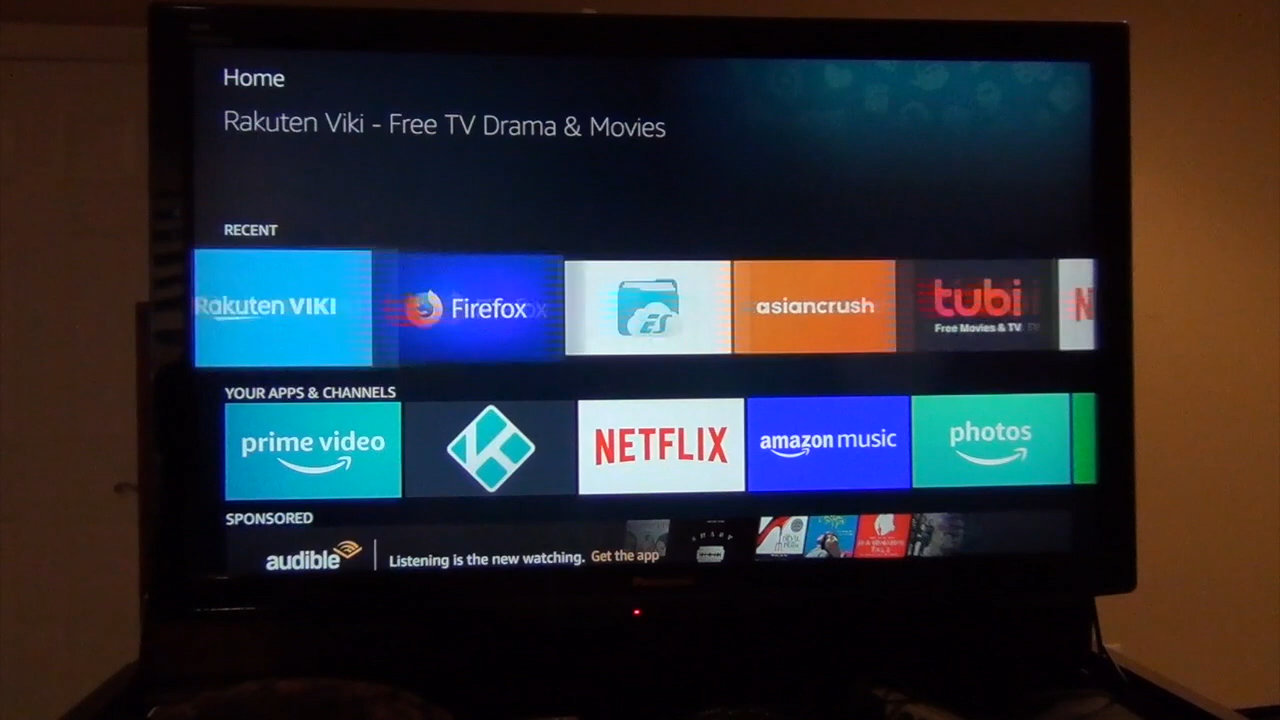 Home
Rakuten Viki - Free TV Drama & Movies
RECENT
Rakuten VIKI
Firefox
ES
asiancrush
tubi
Free Movies & TV
N
YOUR APPS & CHANNELS
prime video
NETFLIX
amazon music
photos
SPONSORED
audible
Listening is the new watching. Get the app
Panasonic